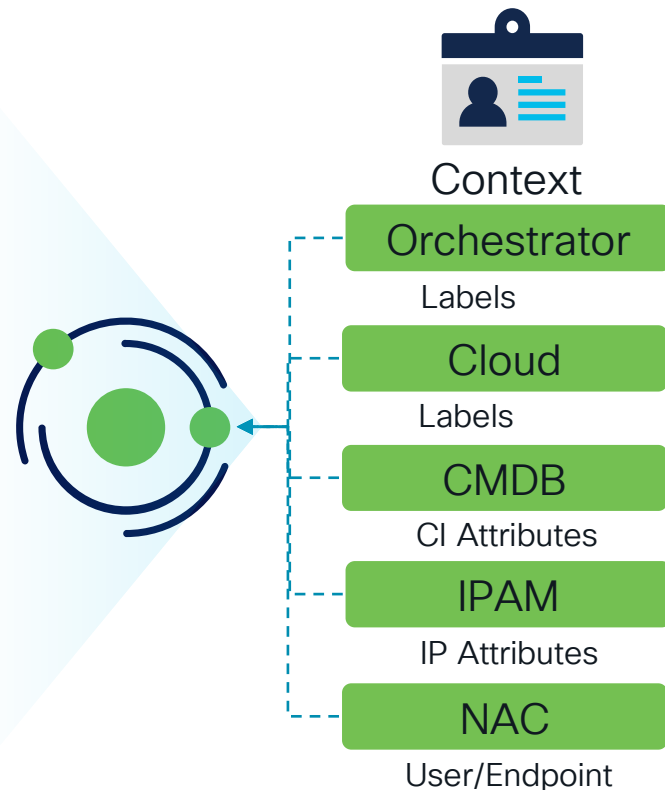 Context
Orchestrator
Labels
Cloud
Labels
CMDB
CI Attributes
IPAM
IP Attributes
NAC
User/Endpoint